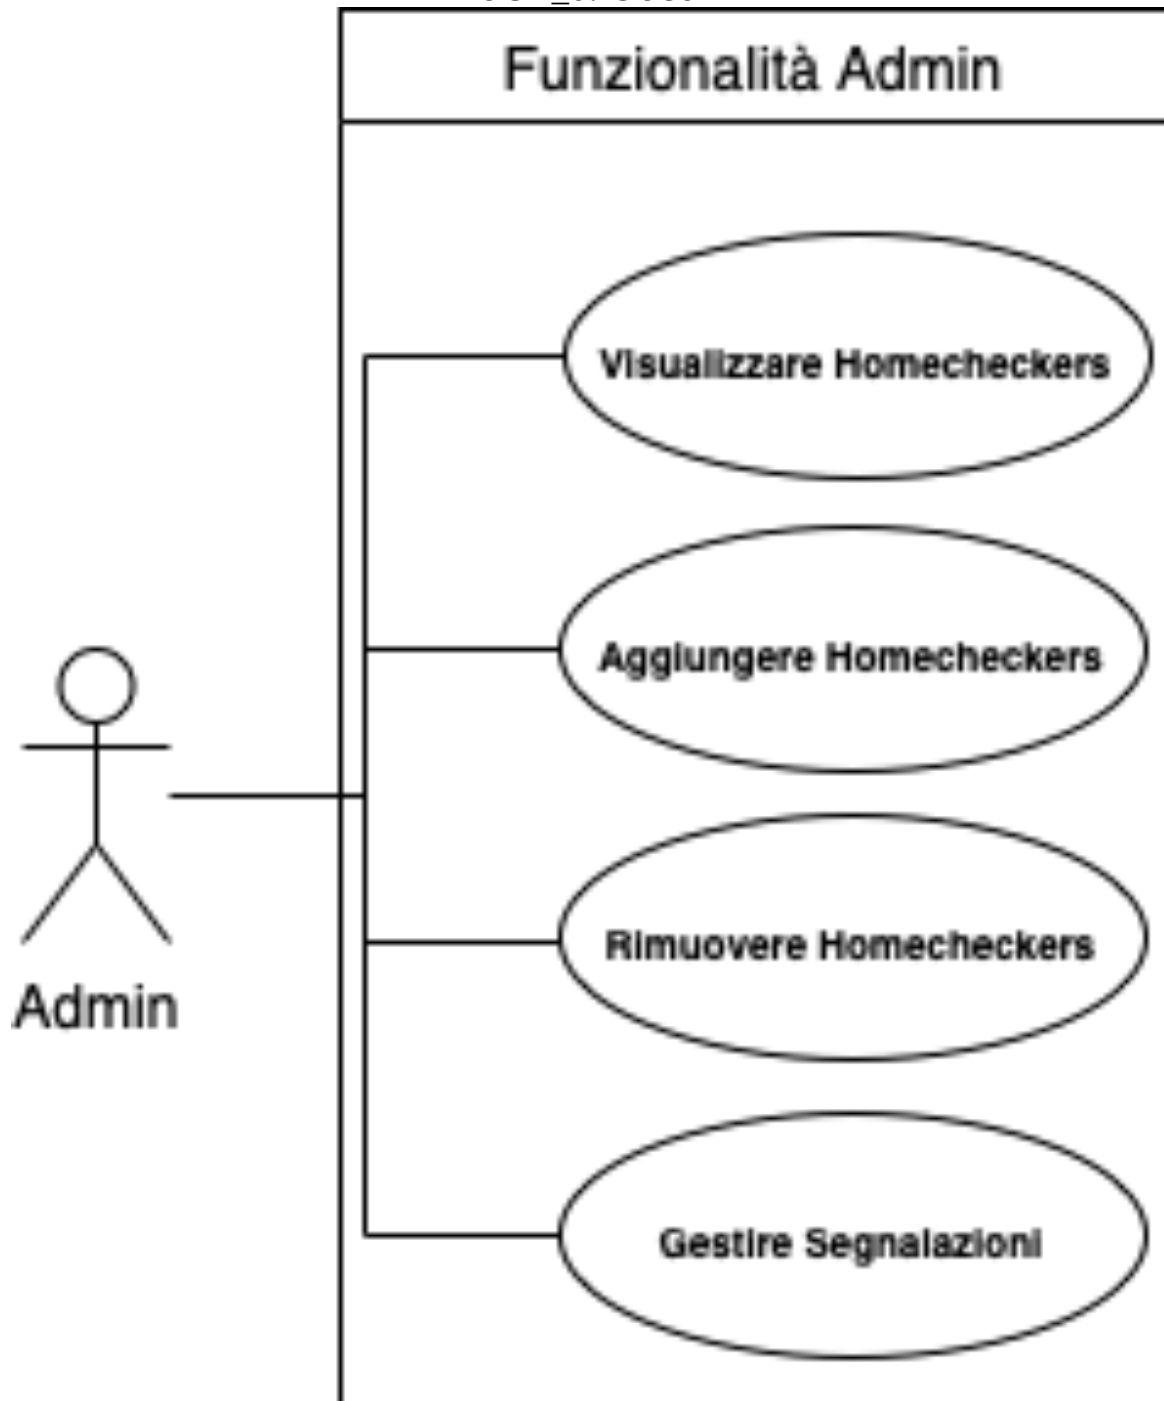 Funzionalità Admin
Visualizzare Homecheckers
Aggiungere Homecheckers
Rimuovere Homecheckers
Admin
Gestire Segnalazioni